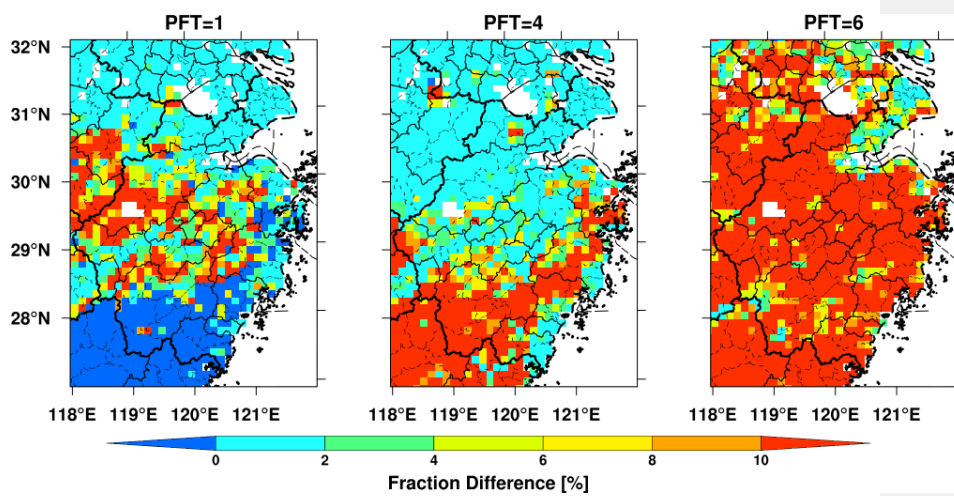 PFT=1 PFT=4 PFT=6
32°N
31°N
30°N
29°N
28°N
118°E 119°E 120°E 121°E 118°E 119°E 120°E 121°E 118°E 119°E 120°E 121°E
0 2 4 6 8 10
Fraction Difference [%]